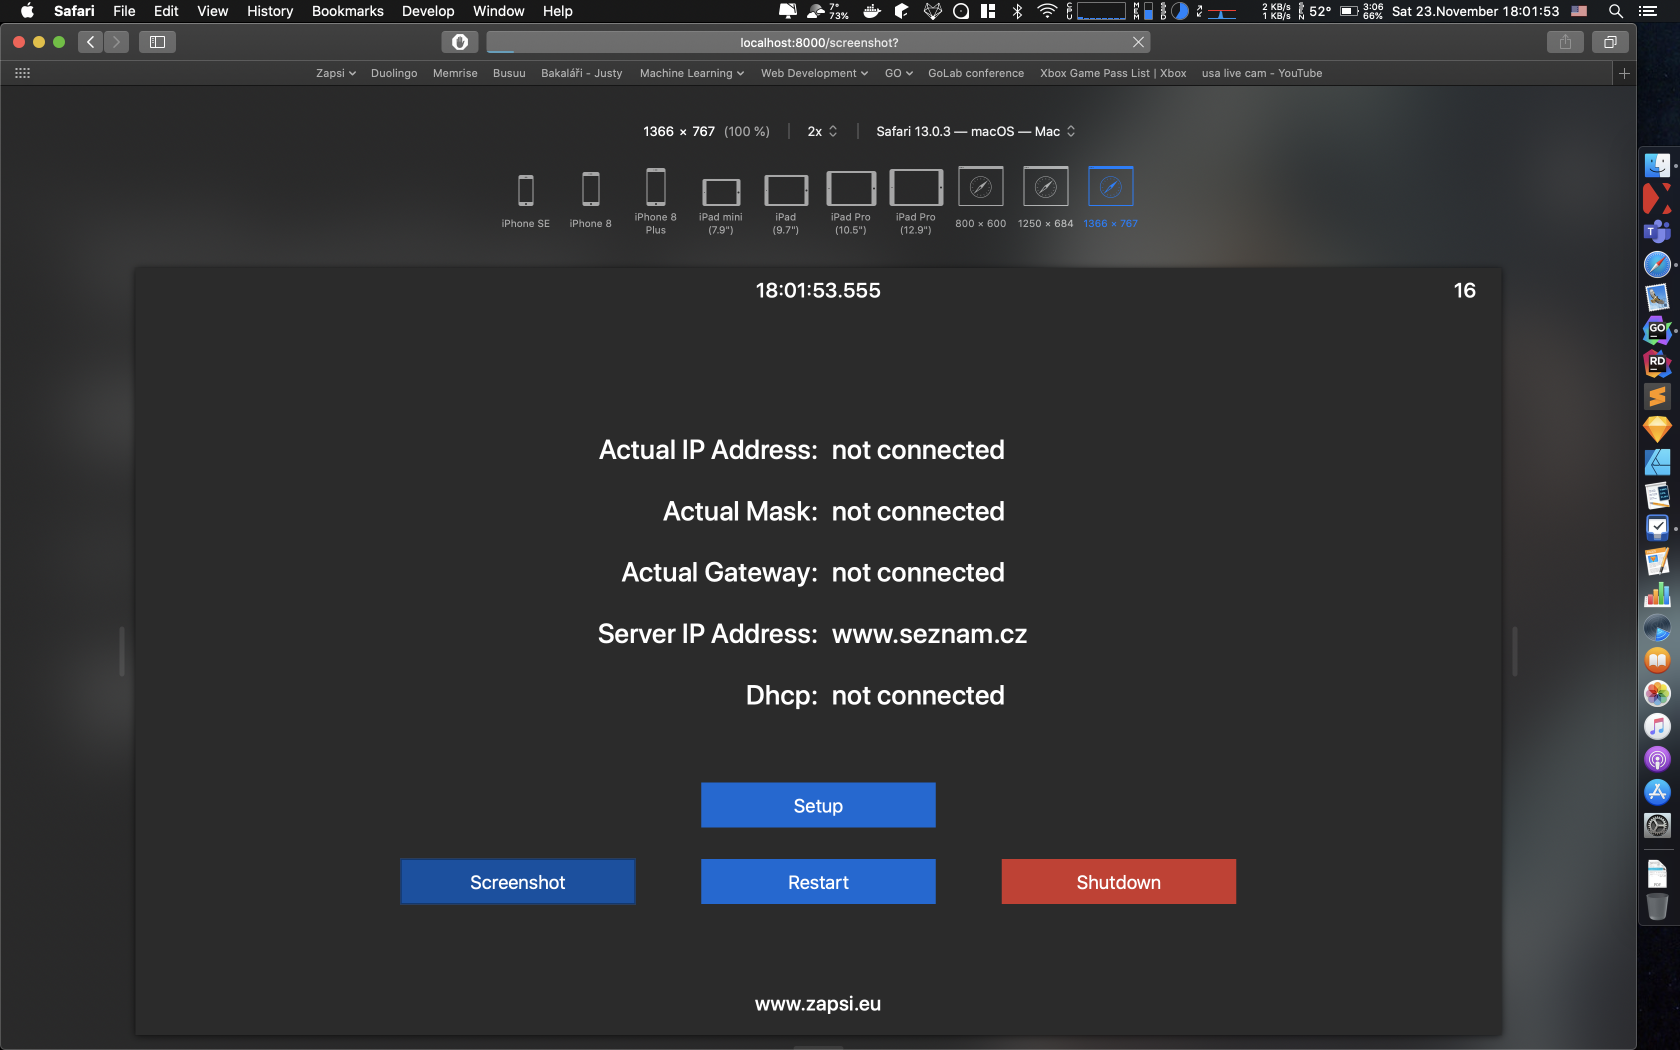 Safari File Edit View History Bookmarks Develop Window Help 7° 73% CPU MEM SSD 2 KB/s 1 KB/s SEN 52° 3:06 66% Sat 23.November 18:01:53
localhost:8000/screenshot?
Zapsi Duolingo Memrise Busuu Bakaláři - Justy Machine Learning Web Development GO GoLab conference Xbox Game Pass List | Xbox usa live cam - YouTube
1366 × 767 (100 %) 2x Safari 13.0.3 — macOS — Mac
iPhone SE iPhone 8 iPhone 8 Plus iPad mini (7.9") iPad (9.7") iPad Pro (10.5") iPad Pro (12.9") 800 × 600 1250 × 684 1366 × 767
18:01:53.555 16
Actual IP Address: not connected
Actual Mask: not connected
Actual Gateway: not connected
Server IP Address: www.seznam.cz
Dhcp: not connected
Setup
Screenshot Restart Shutdown
www.zapsi.eu
GO
RD